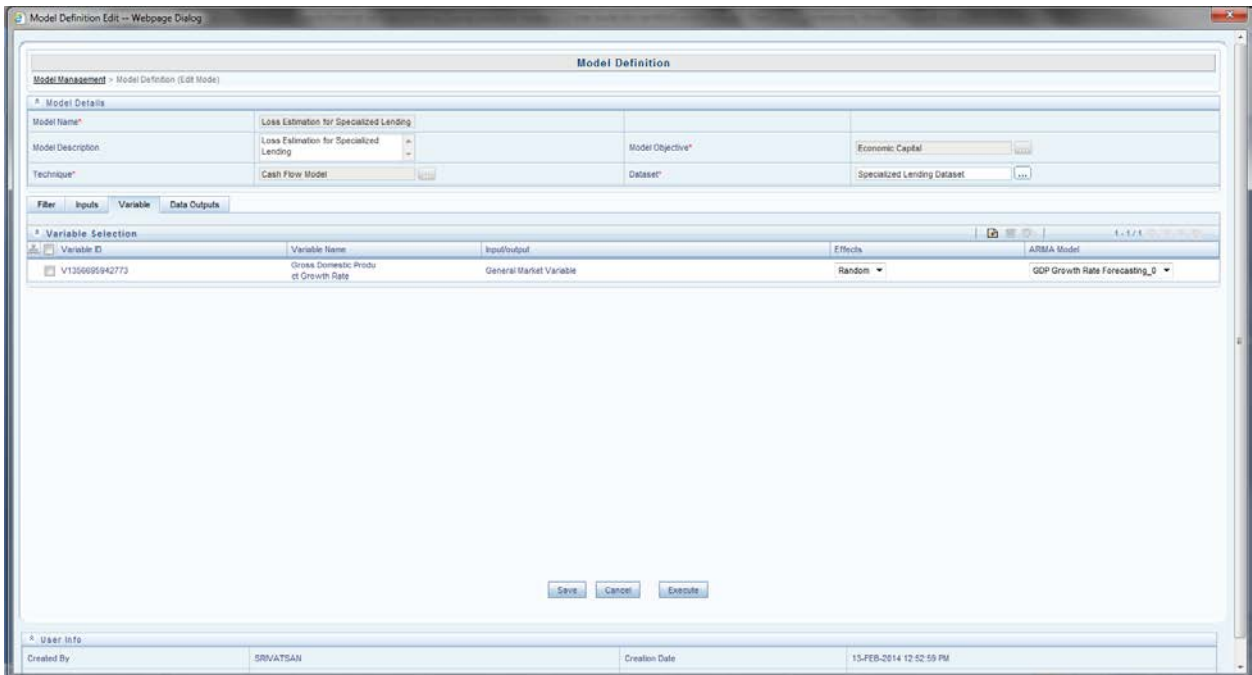 Model Definition Edit -- Webpage Dialog
Model Definition
Model Management > Model Definition (Edit Mode)
Model Details
Model Name*
Loss Estimation for Specialized Lending
Model Description
Loss Estimation for Specialized
Lending
Model Objective*
Economic Capital
Technique*
Cash Flow Model
Dataset*
Specialized Lending Dataset
...
Filter Inputs Variable Data Outputs
Variable Selection
1 - 1 / 1
Variable ID Variable Name Input/output Effects ARMA Model
V1356695942773
Gross Domestic Produ
ct Growth Rate
General Market Variable
Random
GDP Growth Rate Forecasting_0
Save Cancel Execute
User Info
Created By SRIVATSAN Creation Date 15-FEB-2014 12:52:59 PM